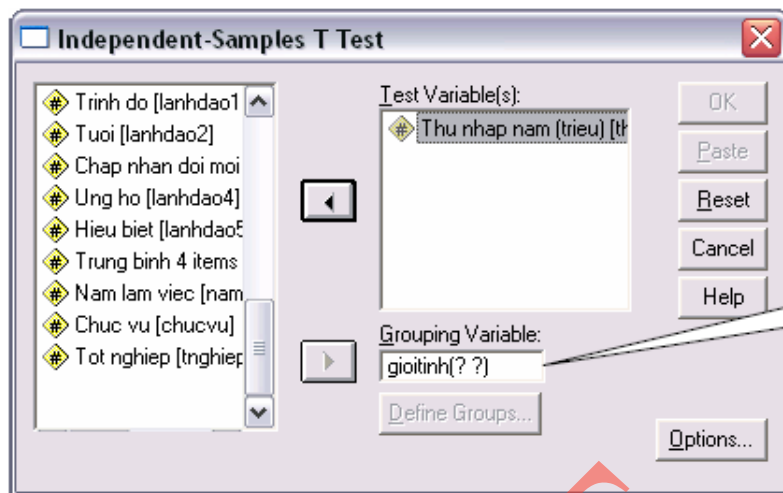 Independent-Samples T Test
Trinh do [lanhdao1
Tuoi [lanhdao2]
Chap nhan doi moi
Ung ho [lanhdao4]
Hieu biet [lanhdao5
Trung binh 4 items
Nam lam viec [nam
Chuc vu [chucvu]
Tot nghiep [tnghiep
Test Variable(s):
Thu nhap nam (trieu) [th
Grouping Variable:
gioitinh(? ?)
Define Groups...
OK
Paste
Reset
Cancel
Help
Options...